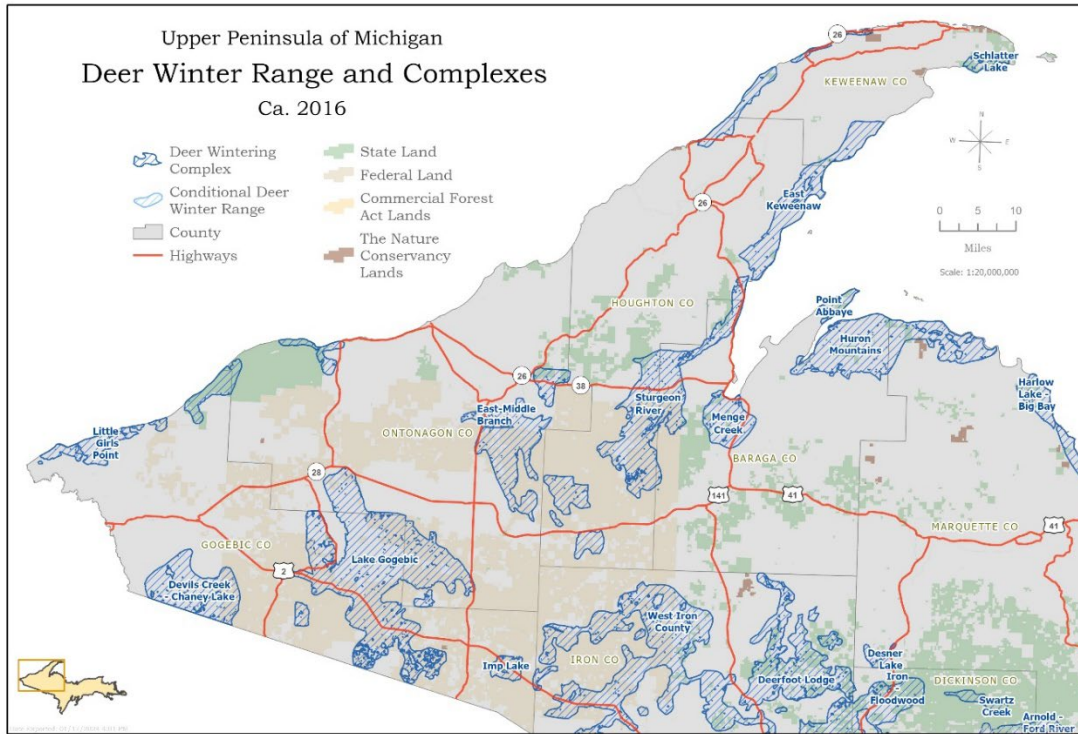 Upper Peninsula of Michigan
Deer Winter Range and Complexes
Ca. 2016
Deer Wintering
Complex
Conditional Deer
Winter Range
County
Highways
State Land
Federal Land
Commercial Forest
Act Lands
The Nature
Conservancy
Lands
26
Schlatter
Lake
KEWEENAW CO
N
W
E
S
0 5 10
Miles
Scale: 1:20,000,000
26
East
Keweenaw
HOUGHTON CO
Point
Abbaye
Huron
Mountains
26
38
Sturgeon
River
Menge
Creek
Harlow
Lake -
Big Bay
East-Middle
Branch
ONTONAGON CO
Little
Girls
Point
BARAGA CO
28
141
41
MARQUETTE CO
41
GOGEBIC CO
Lake Gogebic
2
Devils Creek
- Chaney Lake
West Iron
County
IRON CO
Imp Lake
Deerfoot Lodge
Desner
Lake
Iron
- Floodwood
DICKINSON CO
Swartz
Creek
Arnold -
Ford River